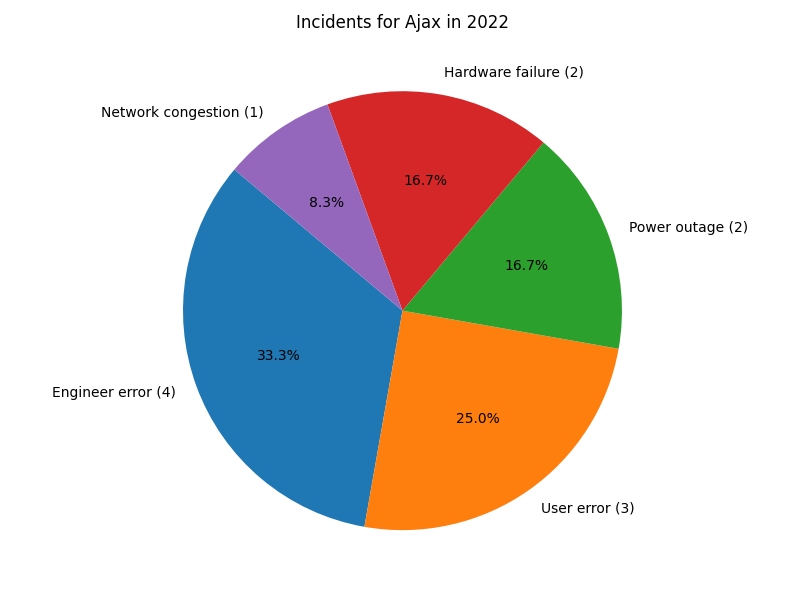 Incidents for Ajax in 2022
Hardware failure (2)
Network congestion (1)
16.7%
8.3%
Power outage (2)
16.7%
33.3%
Engineer error (4)
25.0%
User error (3)